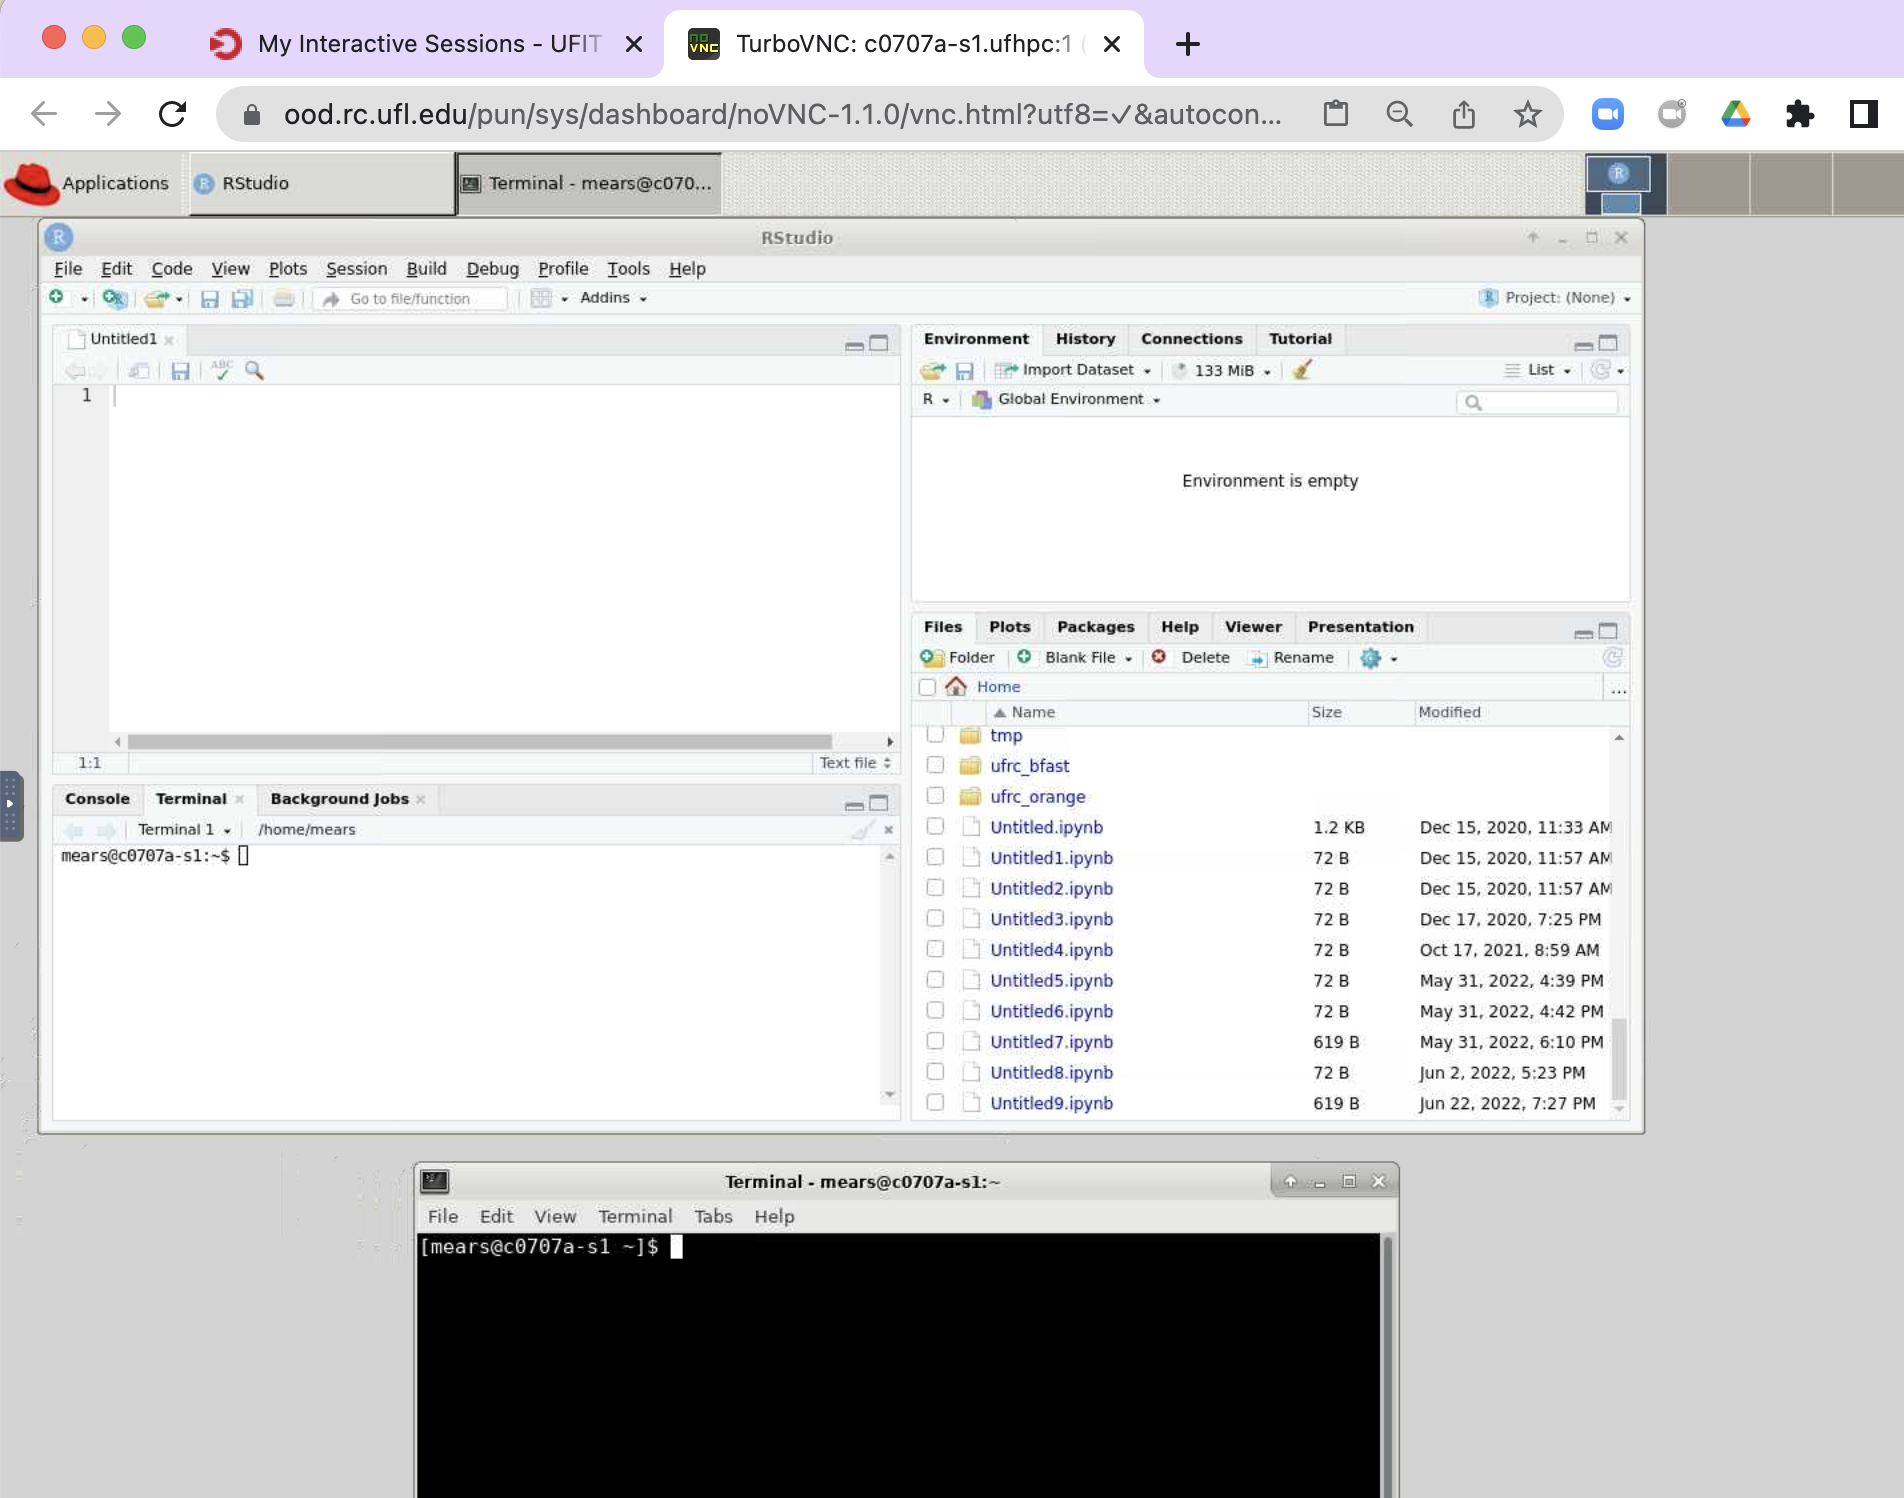 My Interactive Sessions - UFIT
TurboVNC: c0707a-s1.ufhpc:1
ood.rc.ufl.edu/pun/sys/dashboard/noVNC-1.1.0/vnc.html?utf8=✓&autocon...
Applications
RStudio
Terminal - mears@c070...
RStudio
File Edit Code View Plots Session Build Debug Profile Tools Help
Go to file/function
Addins
Project: (None)
Untitled1
ABC
1
1:1
Text file
Environment History Connections Tutorial
Import Dataset
133 MiB
List
R
Global Environment
Environment is empty
Console Terminal Background Jobs
Terminal 1
/home/mears
mears@c0707a-s1:~$
Files Plots Packages Help Viewer Presentation
Folder Blank File Delete Rename
Home
...
Name Size Modified
tmp
ufrc_bfast
ufrc_orange
Untitled.ipynb 1.2 KB Dec 15, 2020, 11:33 AM
Untitled1.ipynb 72 B Dec 15, 2020, 11:57 AM
Untitled2.ipynb 72 B Dec 15, 2020, 11:57 AM
Untitled3.ipynb 72 B Dec 17, 2020, 7:25 PM
Untitled4.ipynb 72 B Oct 17, 2021, 8:59 AM
Untitled5.ipynb 72 B May 31, 2022, 4:39 PM
Untitled6.ipynb 72 B May 31, 2022, 4:42 PM
Untitled7.ipynb 619 B May 31, 2022, 6:10 PM
Untitled8.ipynb 72 B Jun 2, 2022, 5:23 PM
Untitled9.ipynb 619 B Jun 22, 2022, 7:27 PM
Terminal - mears@c0707a-s1:~
File Edit View Terminal Tabs Help
[mears@c0707a-s1 ~]$